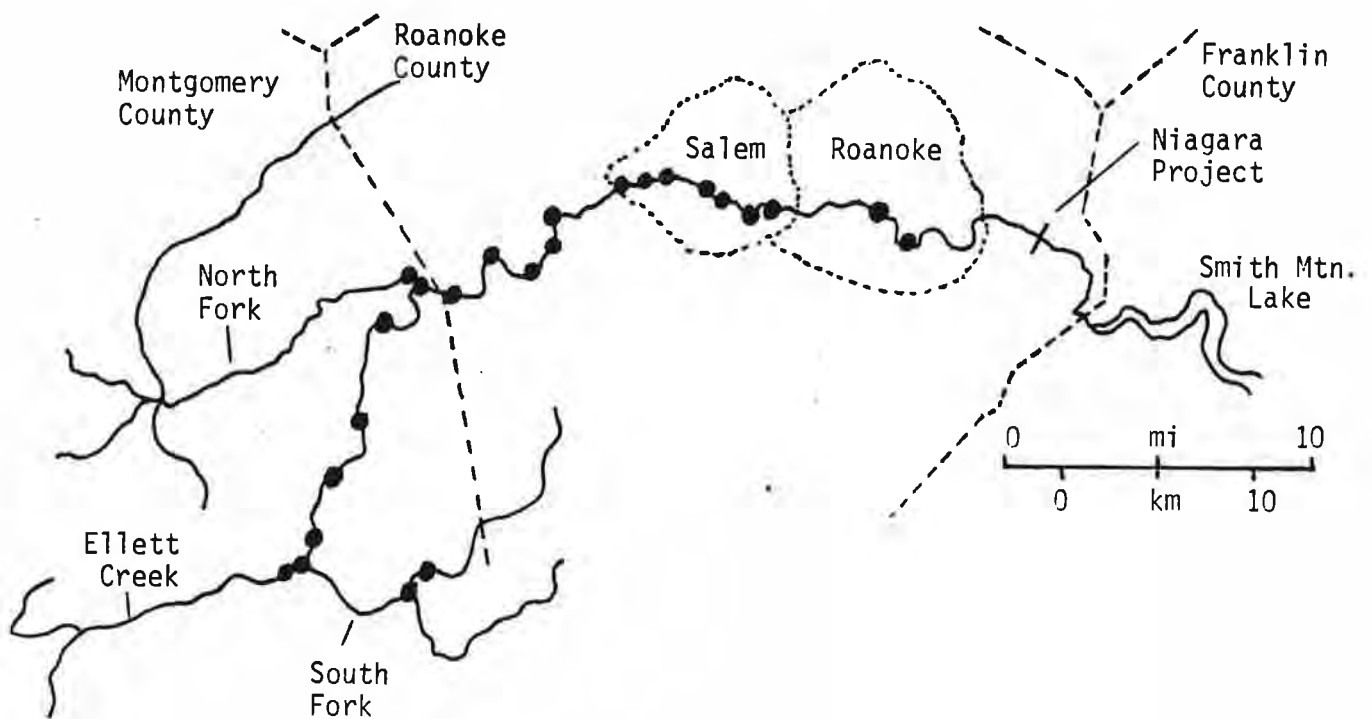 Roanoke
County
Montgomery
County
Franklin
County
Salem
Roanoke
Niagara
Project
North
Fork
Smith Mtn.
Lake
0 mi 10
0 km 10
Ellett
Creek
South
Fork